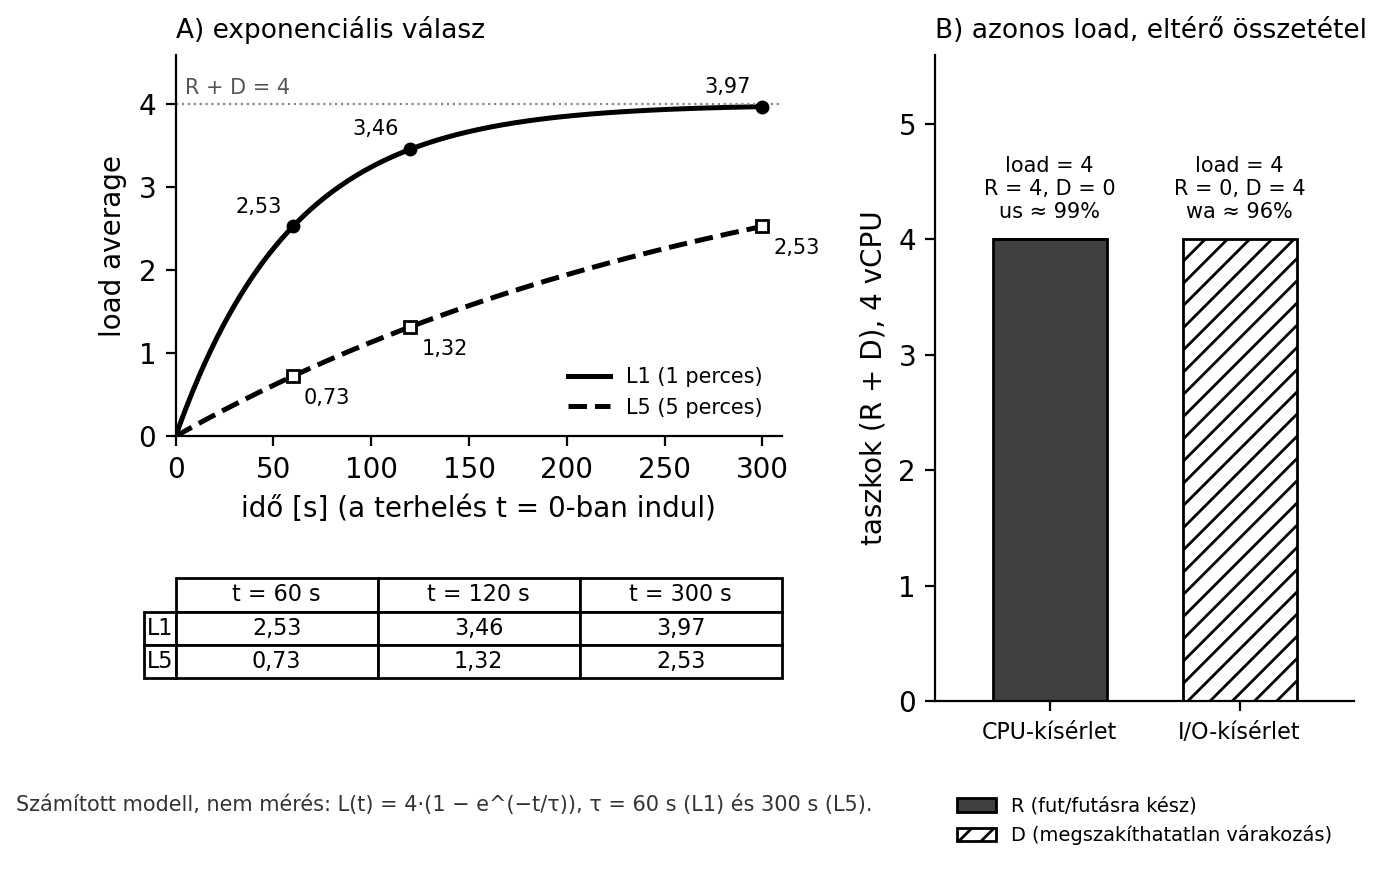 A) exponenciális válasz
R + D = 4
3,97
3,46
2,53
2,53
1,32
0,73
L1 (1 perces)
L5 (5 perces)
load average
4
3
2
1
0
0 50 100 150 200 250 300
idő [s] (a terhelés t = 0-ban indul)
t = 60 s t = 120 s t = 300 s
L1 2,53 3,46 3,97
L5 0,73 1,32 2,53
Számított modell, nem mérés: L(t) = 4·(1 − e^(−t/τ)), τ = 60 s (L1) és 300 s (L5).
B) azonos load, eltérő összetétel
taszkok (R + D), 4 vCPU
5
4
3
2
1
0
load = 4
R = 4, D = 0
us ≈ 99%
load = 4
R = 0, D = 4
wa ≈ 96%
CPU-kísérlet I/O-kísérlet
R (fut/futásra kész)
D (megszakíthatatlan várakozás)